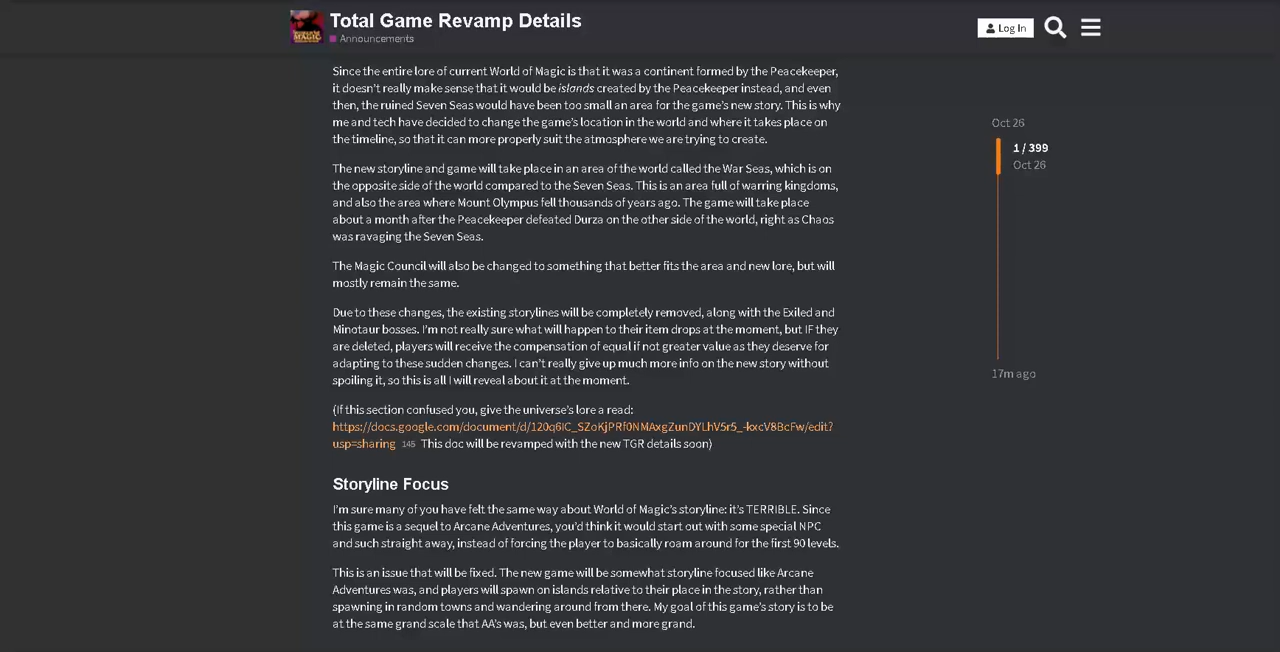 Total Game Revamp Details
Announcements
Log In
Since the entire lore of current World of Magic is that it was a continent formed by the Peacekeeper,
it doesn't really make sense that it would be islands created by the Peacekeeper instead, and even
then, the ruined Seven Seas would have been too small an area for the game's new story. This is why
me and tech have decided to change the game's location in the world and where it takes place on
the timeline, so that it can more properly suit the atmosphere we are trying to create.
The new storyline and game will take place in an area of the world called the War Seas, which is on
the opposite side of the world compared to the Seven Seas. This is an area full of warring kingdoms,
and also the area where Mount Olympus fell thousands of years ago. The game will take place
about a month after the Peacekeeper defeated Durza on the other side of the world, right as Chaos
was ravaging the Seven Seas.
The Magic Council will also be changed to something that better fits the area and new lore, but will
mostly remain the same.
Due to these changes, the existing storylines will be completely removed, along with the Exiled and
Minotaur bosses. I'm not really sure what will happen to their item drops at the moment, but IF they
are deleted, players will receive the compensation of equal if not greater value as they deserve for
adapting to these sudden changes. I can't really give up much more info on the new story without
spoiling it, so this is all I will reveal about it at the moment.
(If this section confused you, give the universe's lore a read:
https://docs.google.com/document/d/120q6IC_SZoKjPRf0NMAxgZunDYLhV5r5_-kxcV8BcFw/edit?
usp=sharing 145 This doc will be revamped with the new TGR details soon)
Storyline Focus
I'm sure many of you have felt the same way about World of Magic's storyline: it's TERRIBLE. Since
this game is a sequel to Arcane Adventures, you'd think it would start out with some special NPC
and such straight away, instead of forcing the player to basically roam around for the first 90 levels.
This is an issue that will be fixed. The new game will be somewhat storyline focused like Arcane
Adventures was, and players will spawn on islands relative to their place in the story, rather than
spawning in random towns and wandering around from there. My goal of this game's story is to be
at the same grand scale that AA's was, but even better and more grand.
Oct 26
1 / 399
Oct 26
17m ago